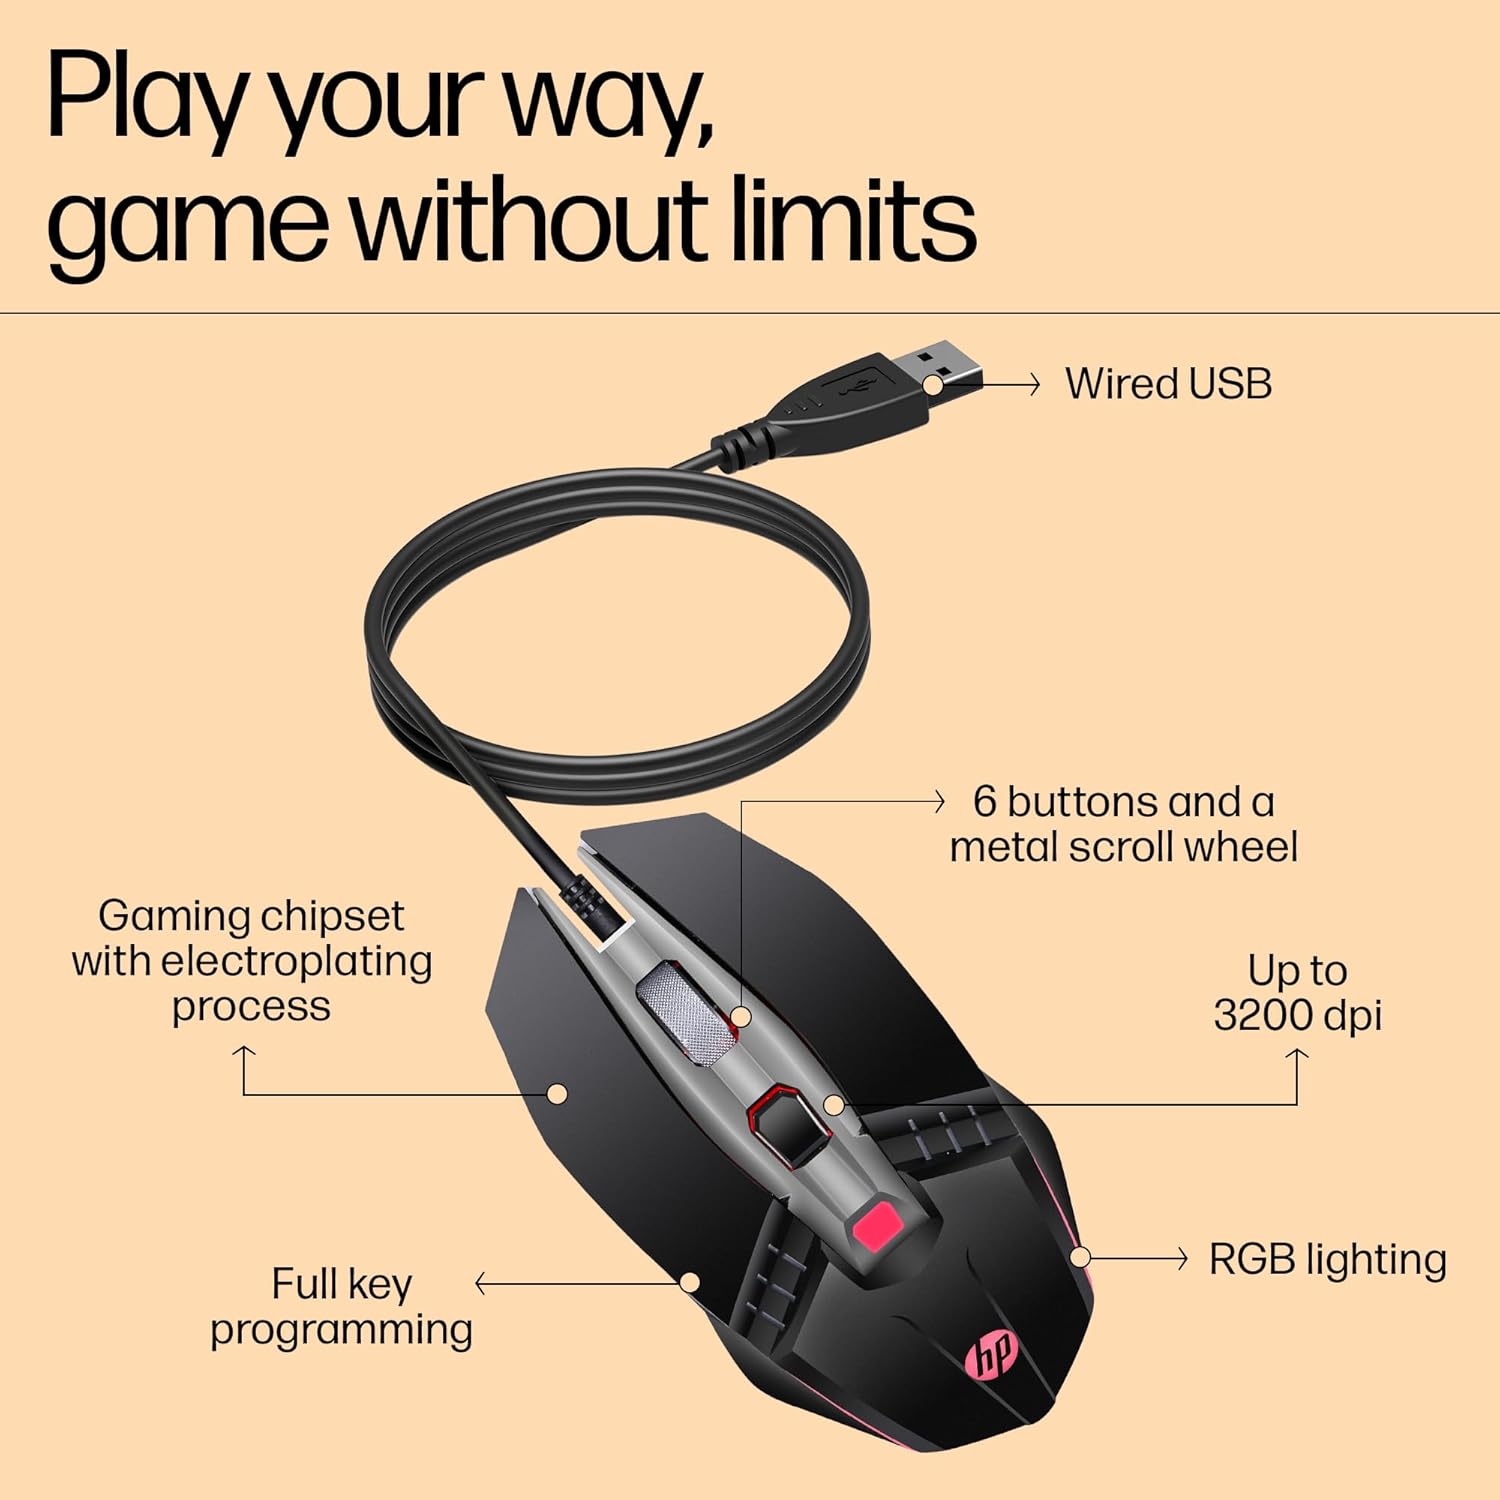 Play your way,
game without limits
Wired USB
6 buttons and a
metal scroll wheel
Gaming chipset
with electroplating
process
Up to
3200 dpi
RGB lighting
Full key
programming
hp